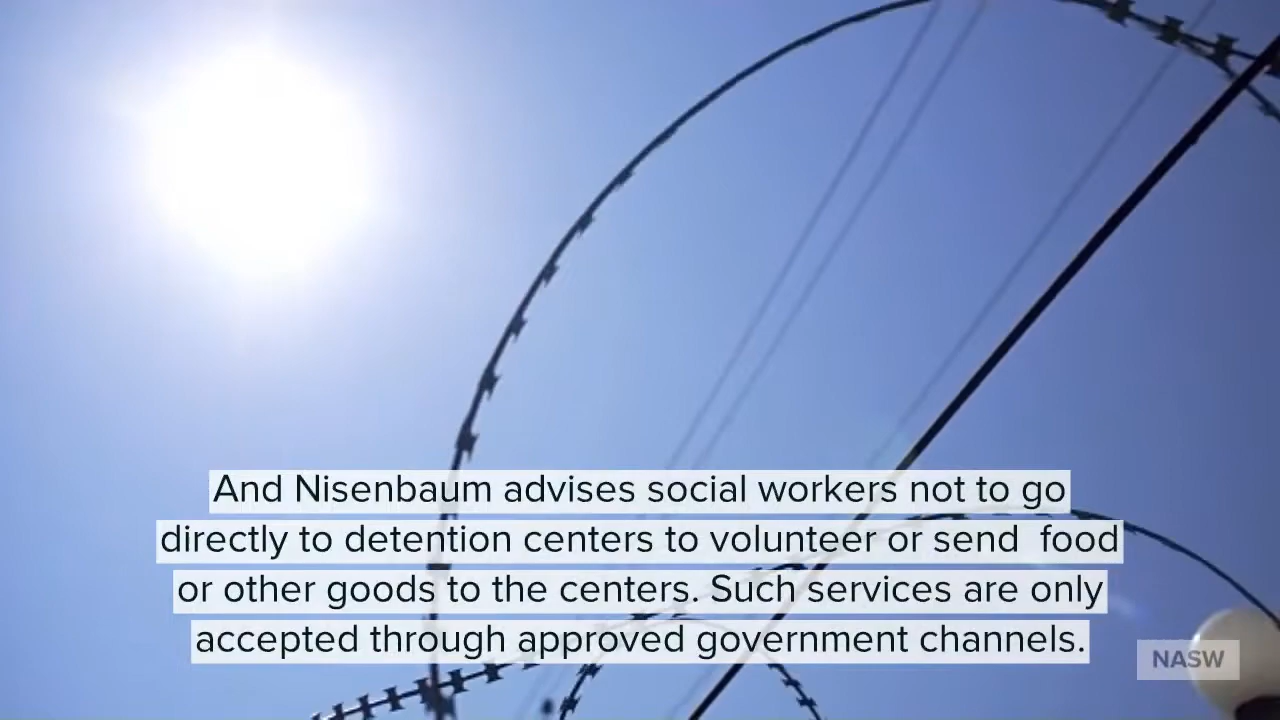 And Nisenbaum advises social workers not to go
directly to detention centers to volunteer or send  food
or other goods to the centers. Such services are only
accepted through approved government channels.
NASW